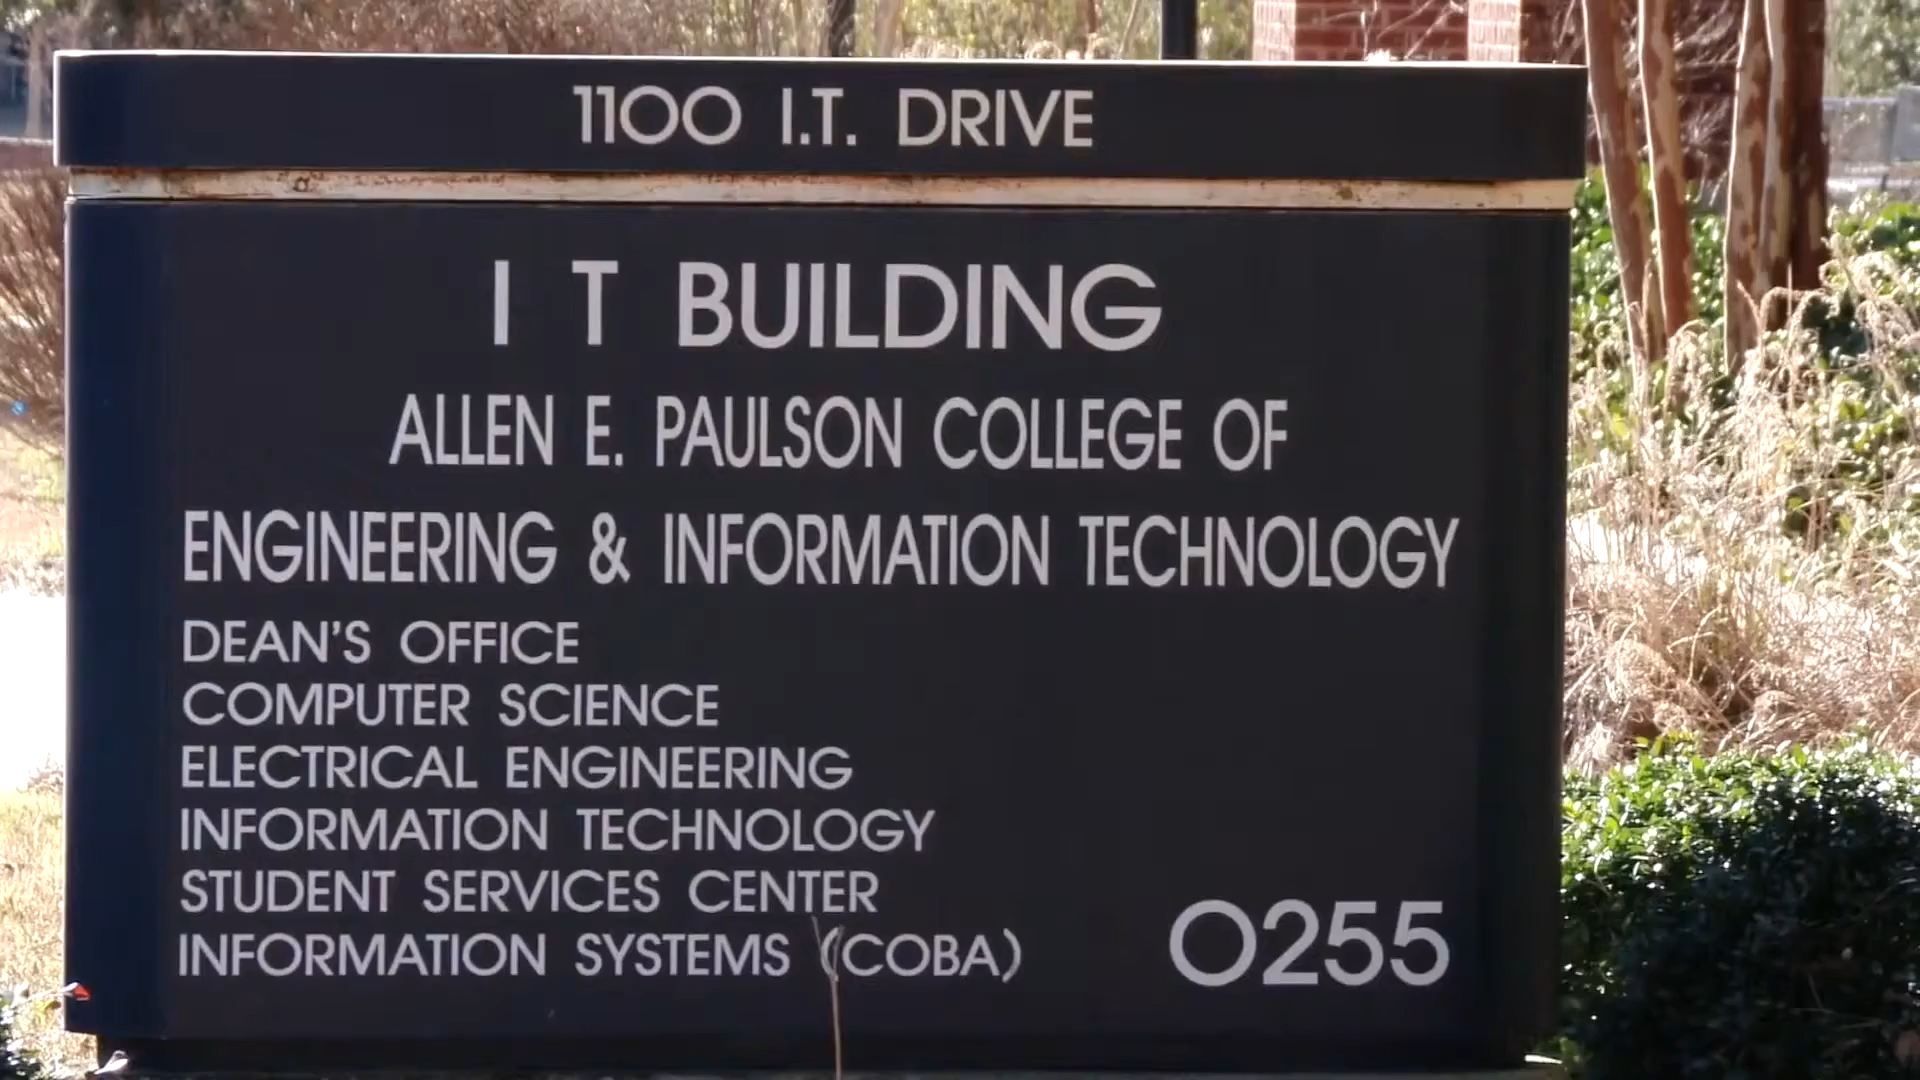 1100 I.T. DRIVE
I T BUILDING
ALLEN E. PAULSON COLLEGE OF
ENGINEERING & INFORMATION TECHNOLOGY
DEAN'S OFFICE
COMPUTER SCIENCE
ELECTRICAL ENGINEERING
INFORMATION TECHNOLOGY
STUDENT SERVICES CENTER
INFORMATION SYSTEMS (COBA)
0255